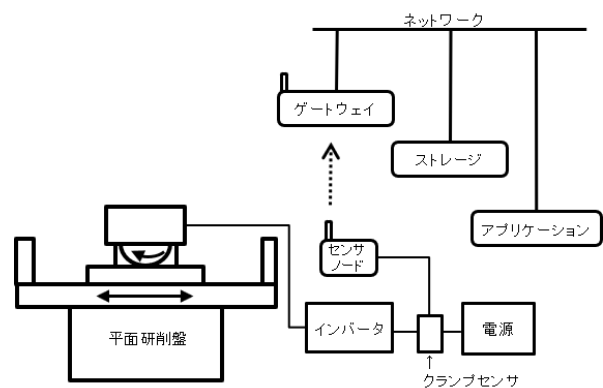 ネットワーク
ゲートウェイ
ストレージ
アプリケーション
センサ
ノード
インバータ
電源
平面研削盤
↑
クランプセンサ